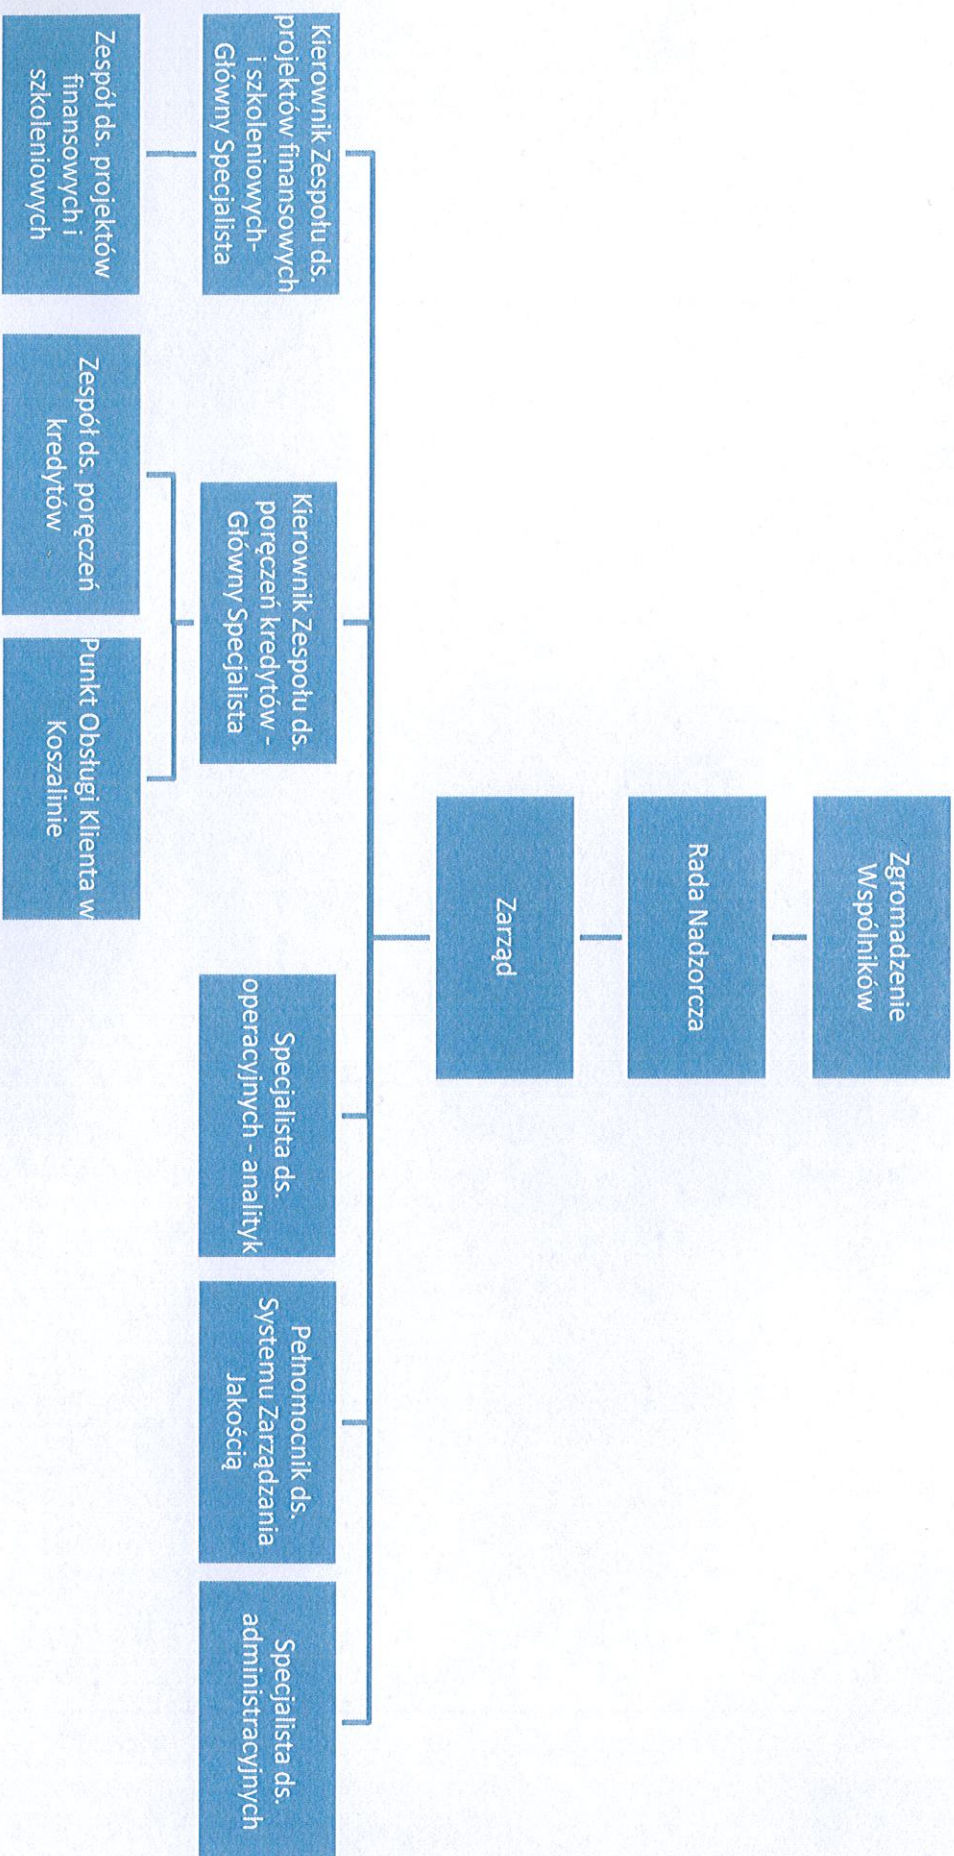 Zgromadzenie
Wspólników
Rada Nadzorcza
Zarząd
Kierownik Zespołu ds.
projektów finansowych
i szkoleniowych-
Główny Specjalista
Kierownik Zespołu ds.
poręczeń kredytów -
Główny Specjalista
Specjalista ds.
operacyjnych - analityk
Pełnomocnik ds.
Systemu Zarządzania
Jakością
Specjalista ds.
administracyjnych
Zespół ds. projektów
finansowych i
szkoleniowych
Zespół ds. poręczeń
kredytów
Punkt Obsługi Klienta w
Koszalinie